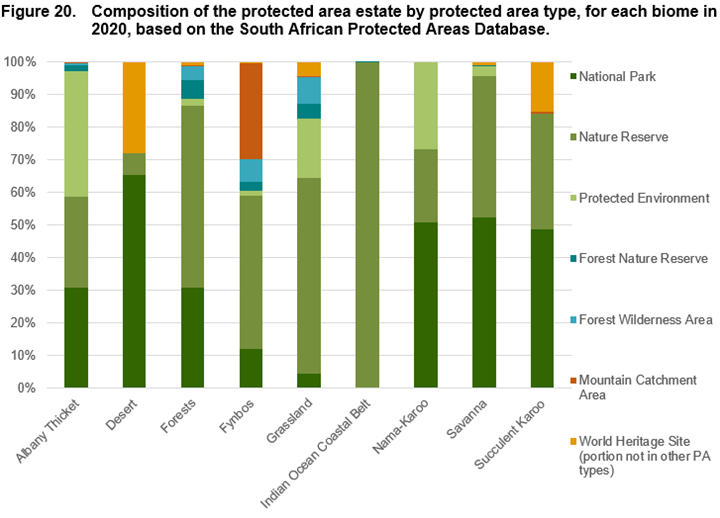 Figure 20. Composition of the protected area estate by protected area type, for each biome in
2020, based on the South African Protected Areas Database.
100%
90%
80%
70%
60%
50%
40%
30%
20%
10%
0%
Albany Thicket
Desert
Forests
Fynbos
Grassland
Indian Ocean Coastal Belt
Nama-Karoo
Savanna
Succulent Karoo
National Park
Nature Reserve
Protected Environment
Forest Nature Reserve
Forest Wilderness Area
Mountain Catchment
Area
World Heritage Site
(portion not in other PA
types)